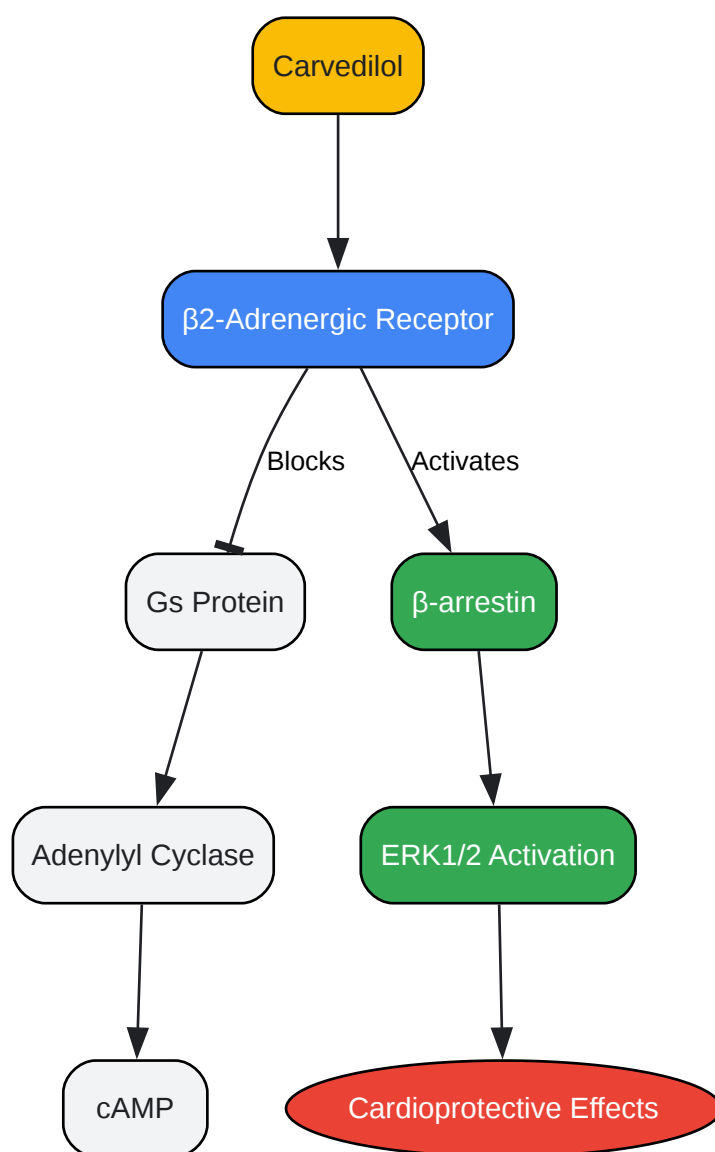 Carvedilol
β2-Adrenergic Receptor
Blocks
Activates
Gs Protein
β-arrestin
Adenylyl Cyclase
ERK1/2 Activation
cAMP
Cardioprotective Effects